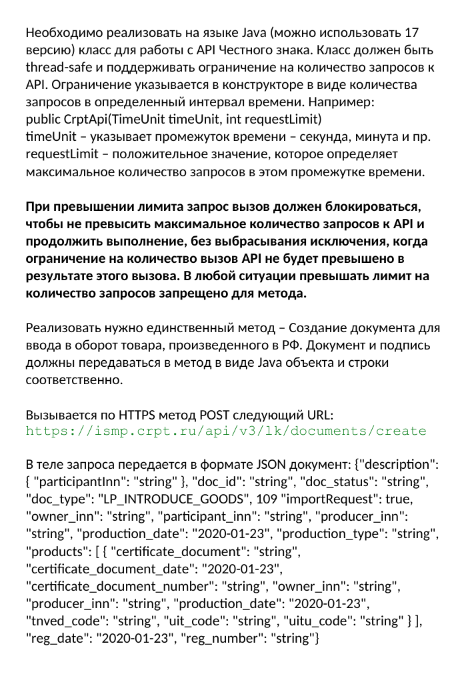 Необходимо реализовать на языке Java (можно использовать 17
версию) класс для работы с API Честного знака. Класс должен быть
thread-safe и поддерживать ограничение на количество запросов к
API. Ограничение указывается в конструкторе в виде количества
запросов в определенный интервал времени. Например:
public CrptApi(TimeUnit timeUnit, int requestLimit)
timeUnit – указывает промежуток времени – секунда, минута и пр.
requestLimit – положительное значение, которое определяет
максимальное количество запросов в этом промежутке времени.
При превышении лимита запрос вызов должен блокироваться,
чтобы не превысить максимальное количество запросов к API и
продолжить выполнение, без выбрасывания исключения, когда
ограничение на количество вызов API не будет превышено в
результате этого вызова. В любой ситуации превышать лимит на
количество запросов запрещено для метода.
Реализовать нужно единственный метод – Создание документа для
ввода в оборот товара, произведенного в РФ. Документ и подпись
должны передаваться в метод в виде Java объекта и строки
соответственно.
Вызывается по HTTPS метод POST следующий URL:
https://ismp.crpt.ru/api/v3/lk/documents/create
В теле запроса передается в формате JSON документ: {"description":
{ "participantInn": "string" }, "doc_id": "string", "doc_status": "string",
"doc_type": "LP_INTRODUCE_GOODS", 109 "importRequest": true,
"owner_inn": "string", "participant_inn": "string", "producer_inn":
"string", "production_date": "2020-01-23", "production_type": "string",
"products": [ { "certificate_document": "string",
"certificate_document_date": "2020-01-23",
"certificate_document_number": "string", "owner_inn": "string",
"producer_inn": "string", "production_date": "2020-01-23",
"tnved_code": "string", "uit_code": "string", "uitu_code": "string" } ],
"reg_date": "2020-01-23", "reg_number": "string"}